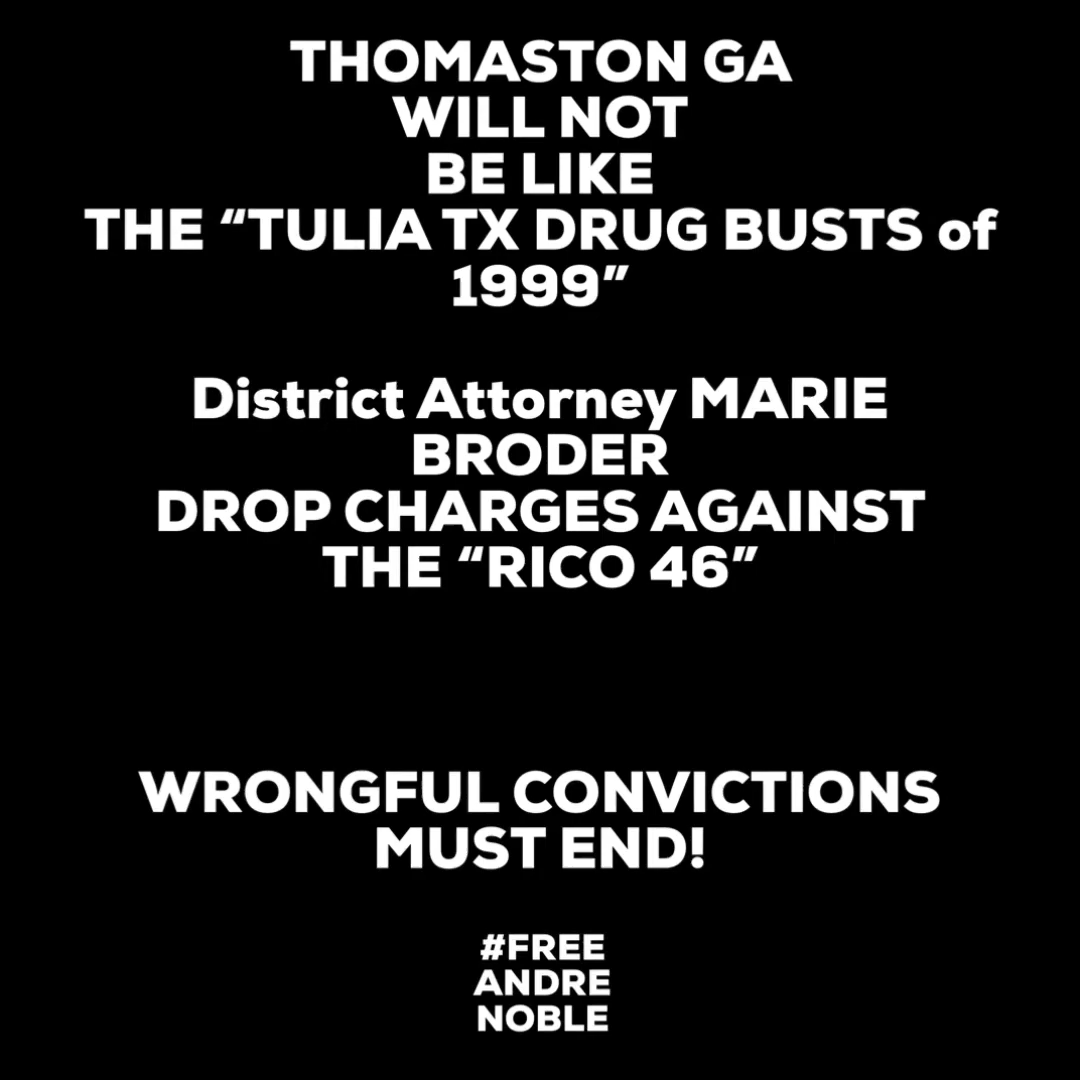 THOMASTON GA
WILL NOT
BE LIKE
THE “TULIA TX DRUG BUSTS of
1999”
District Attorney MARIE
BRODER
DROP CHARGES AGAINST
THE “RICO 46”
WRONGFUL CONVICTIONS
MUST END!
#FREE
ANDRE
NOBLE